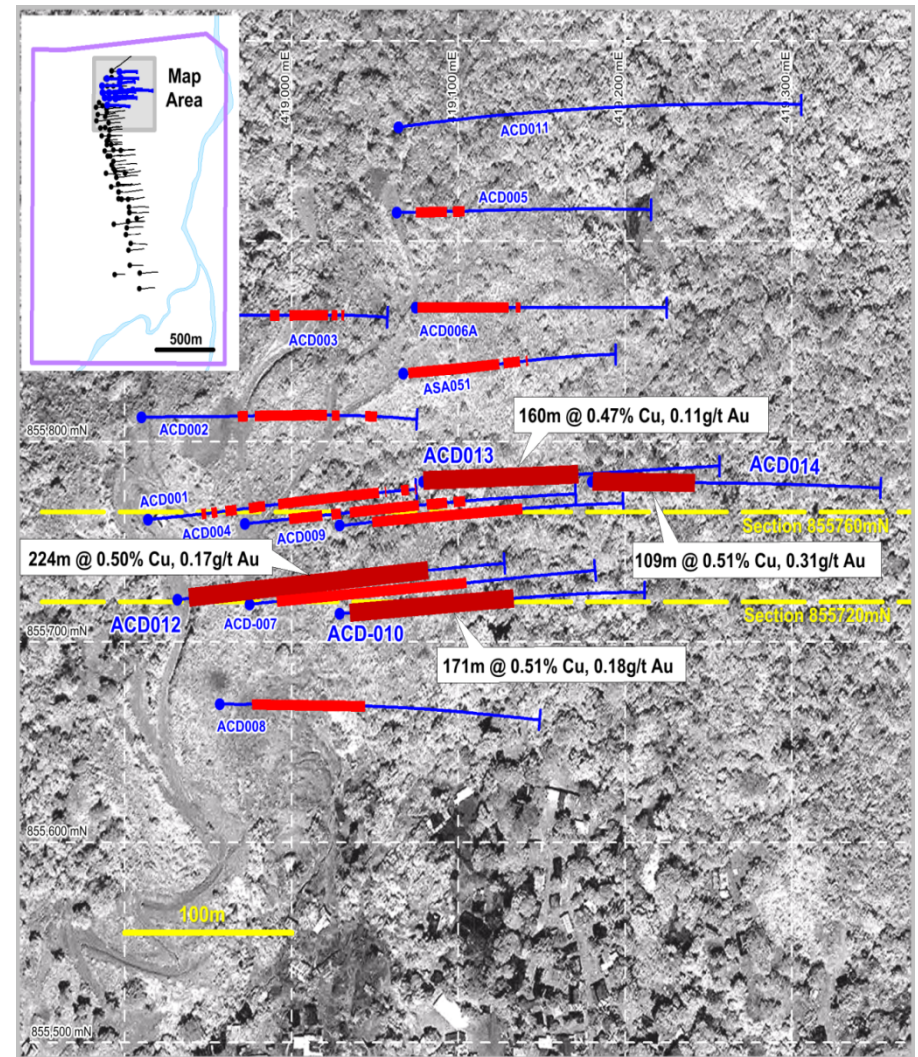 Map
Area
500m
419,000 mE
419,100 mE
419,200 mE
419,300 mE
ACD011
ACD005
ACD003
ACD006A
ASA051
160m @ 0.47% Cu, 0.11g/t Au
ACD002
855,800 mN
ACD013
ACD014
ACD001
ACD004
ACD009
Section 855760mN
224m @ 0.50% Cu, 0.17g/t Au
109m @ 0.51% Cu, 0.31g/t Au
ACD012
ACD-007
ACD-010
Section 855720mN
855,700 mN
171m @ 0.51% Cu, 0.18g/t Au
ACD008
855,600 mN
100m
855,500 mN